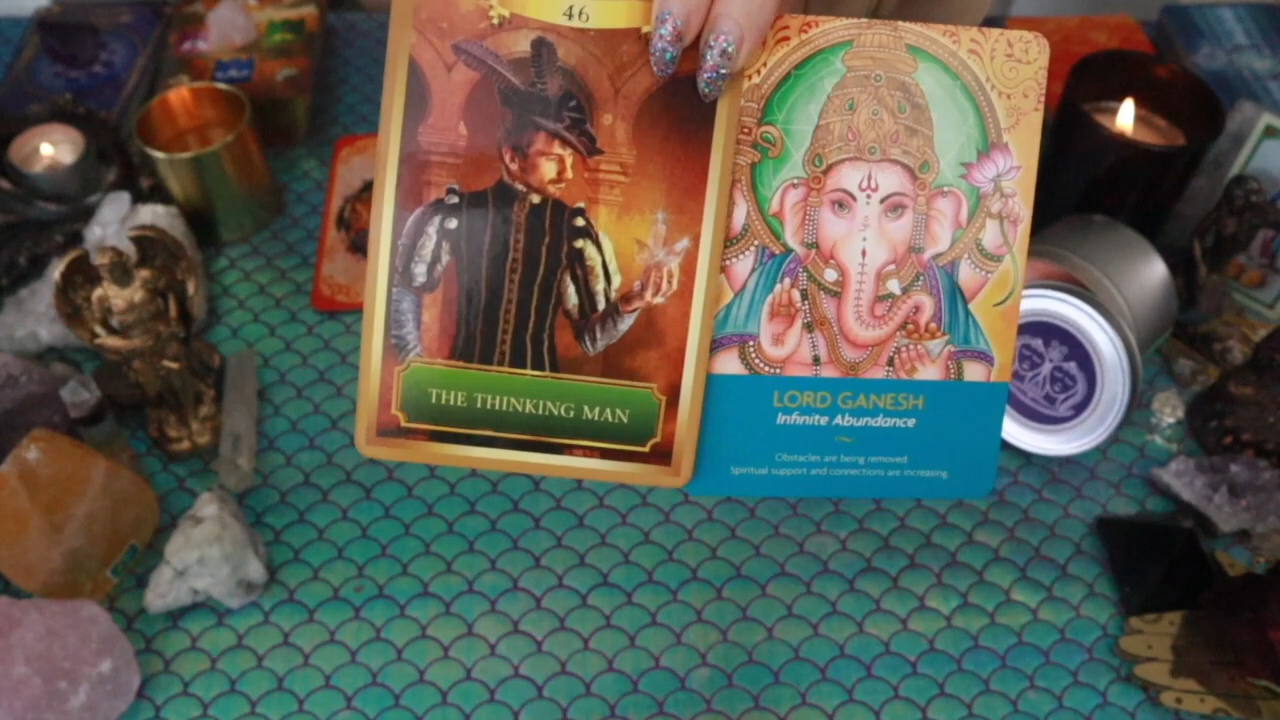 46
THE THINKING MAN
LORD GANESH
Infinite Abundance
Obstacles are being removed.
Spiritual support and connections are increasing.